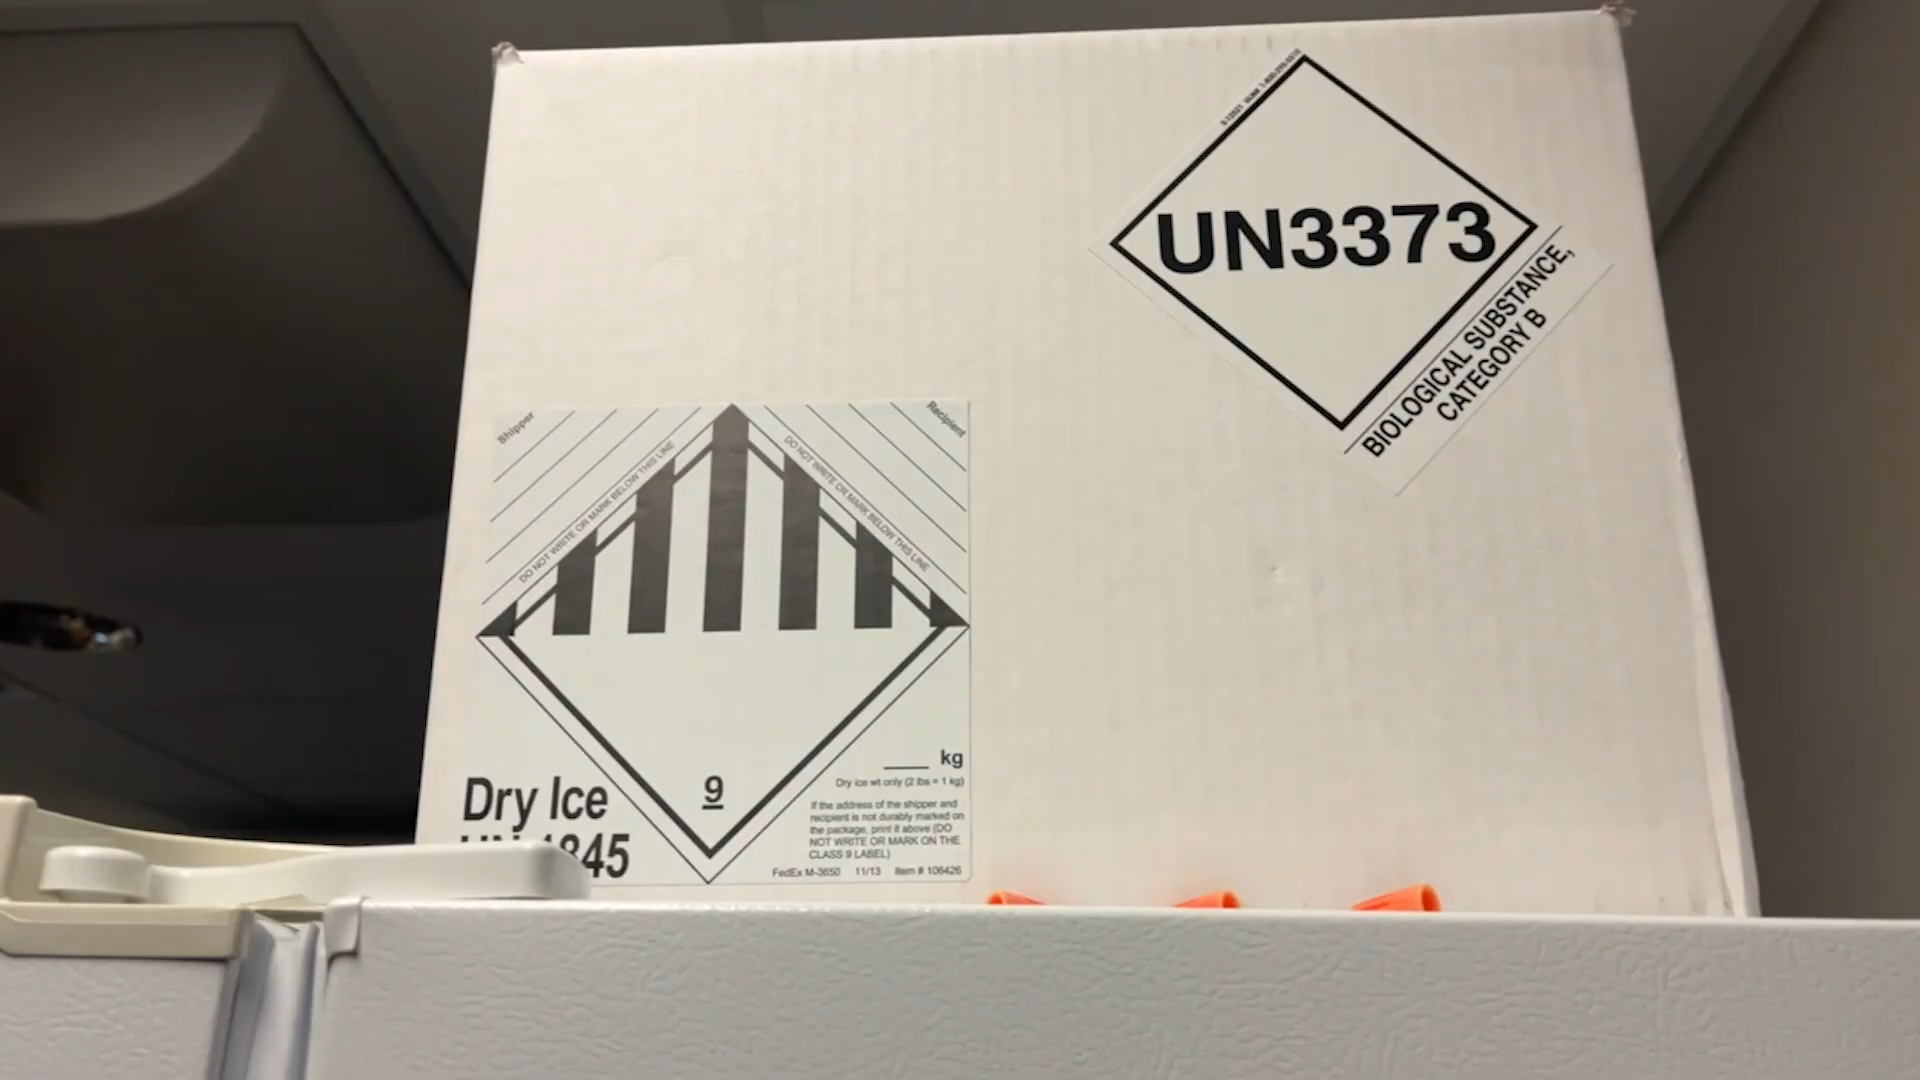 UN3373
BIOLOGICAL SUBSTANCE,
CATEGORY B
Shipper
Recipient
DO NOT WRITE OR MARK BELOW THIS LINE
DO NOT WRITE OR MARK BELOW THIS LINE
9
kg
Dry ice wt only (2 lbs = 1 kg)
If the address of the shipper and
recipient is not durably marked on
the package, print it above (DO
NOT WRITE OR MARK ON THE
CLASS 9 LABEL)
Dry Ice
UN 1845
FedEx M-3650 11/13 Item # 106426